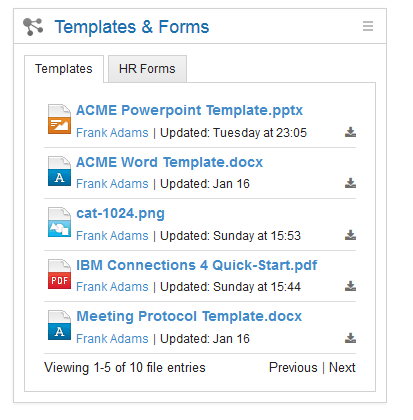 Templates & Forms
Templates HR Forms
ACME Powerpoint Template.pptx
Frank Adams | Updated: Tuesday at 23:05
A
ACME Word Template.docx
Frank Adams | Updated: Jan 16
cat-1024.png
Frank Adams | Updated: Sunday at 15:53
PDF
IBM Connections 4 Quick-Start.pdf
Frank Adams | Updated: Sunday at 15:44
A
Meeting Protocol Template.docx
Frank Adams | Updated: Jan 16
Viewing 1-5 of 10 file entries Previous | Next